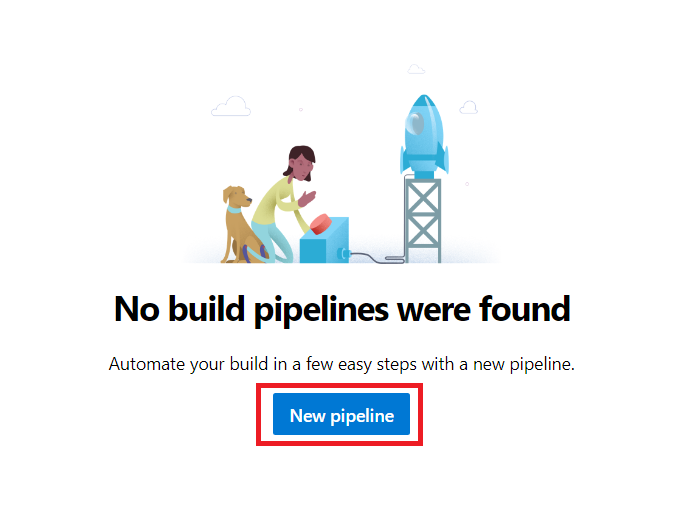 No build pipelines were found
Automate your build in a few easy steps with a new pipeline.
New pipeline